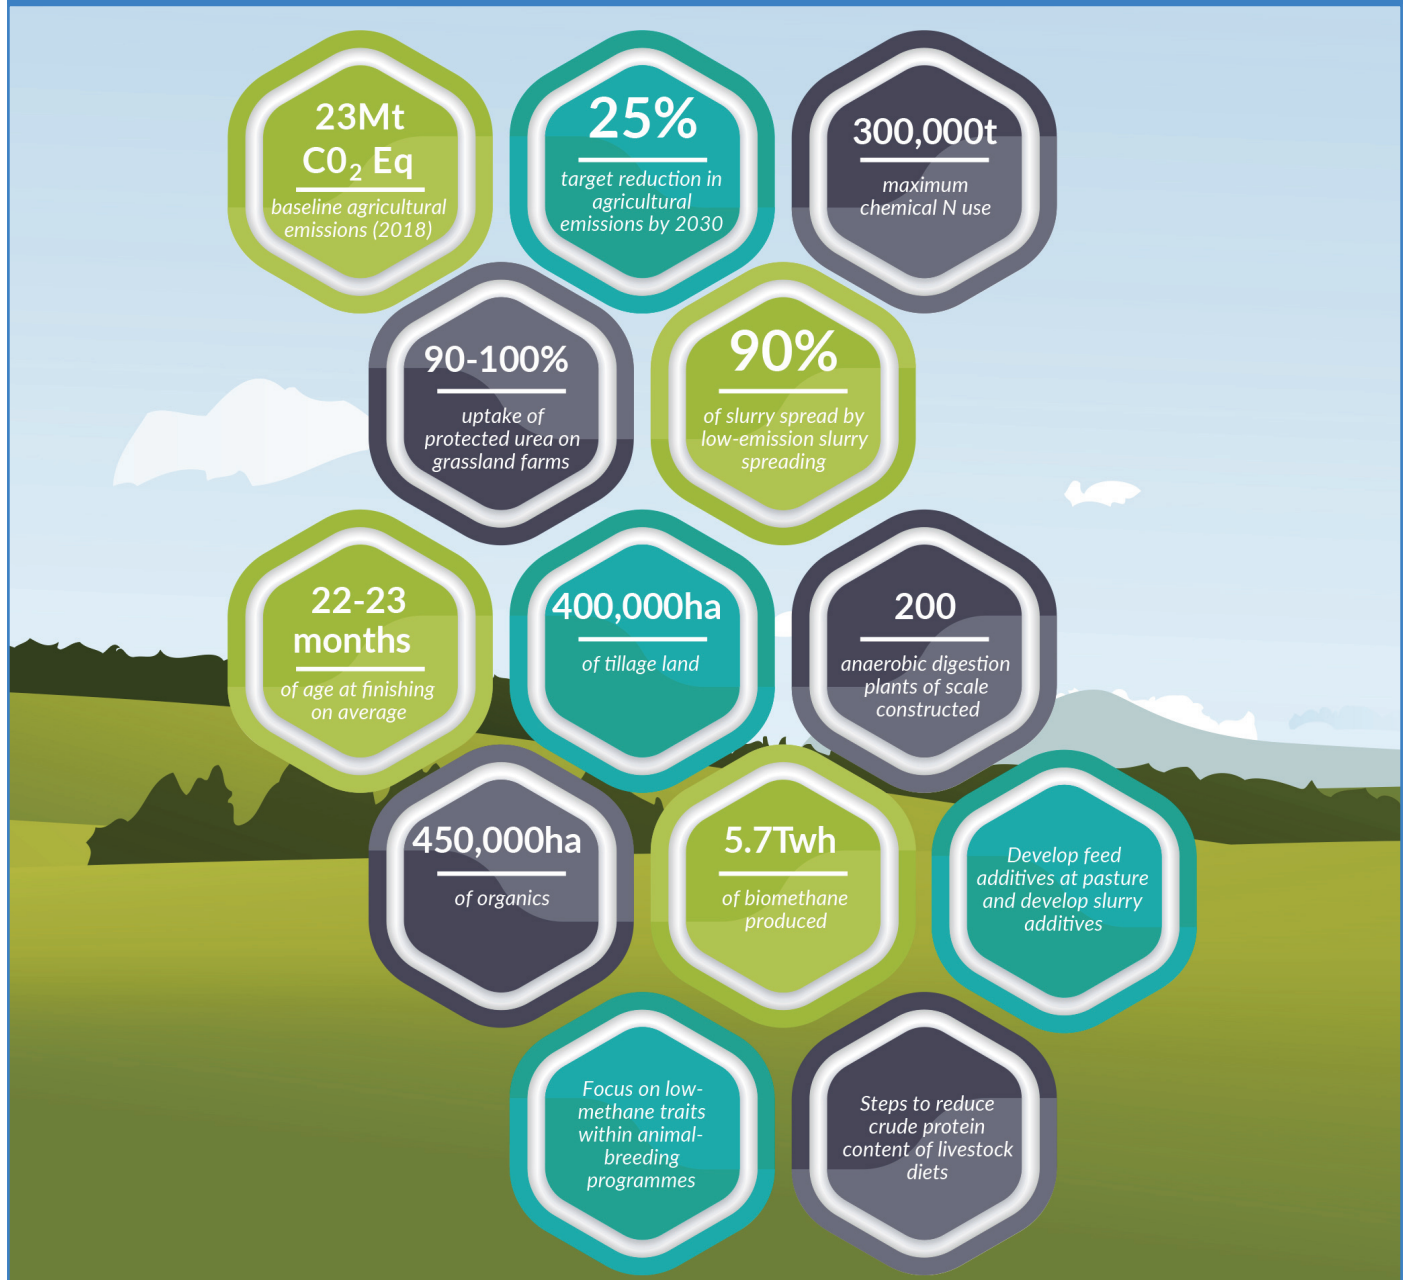 23Mt
C0₂ Eq
baseline agricultural
emissions (2018)
25%
target reduction in
agricultural
emissions by 2030
300,000t
maximum
chemical N use
90-100%
uptake of
protected urea on
grassland farms
90%
of slurry spread by
low-emission slurry
spreading
22-23
months
of age at finishing
on average
400,000ha
of tillage land
200
anaerobic digestion
plants of scale
constructed
450,000ha
of organics
5.7Twh
of biomethane
produced
Develop feed
additives at pasture
and develop slurry
additives
Focus on low-
methane traits
within animal-
breeding
programmes
Steps to reduce
crude protein
content of livestock
diets